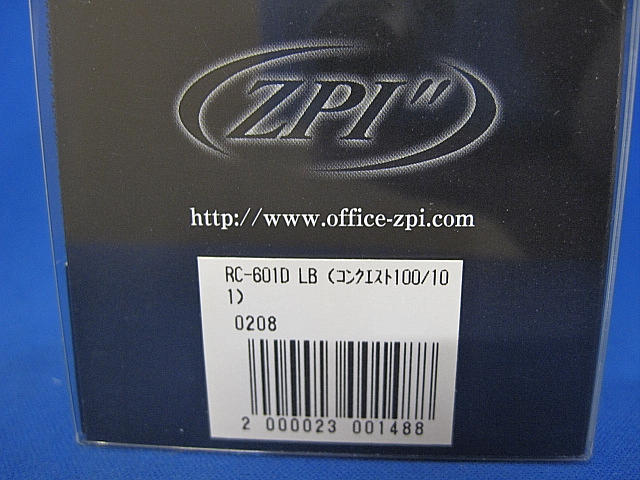 ZPI"
http://www.office-zpi.com
RC-601D LB (ｺﾝｸｴｽﾄ100/10
1)
0208
2 000023 001488